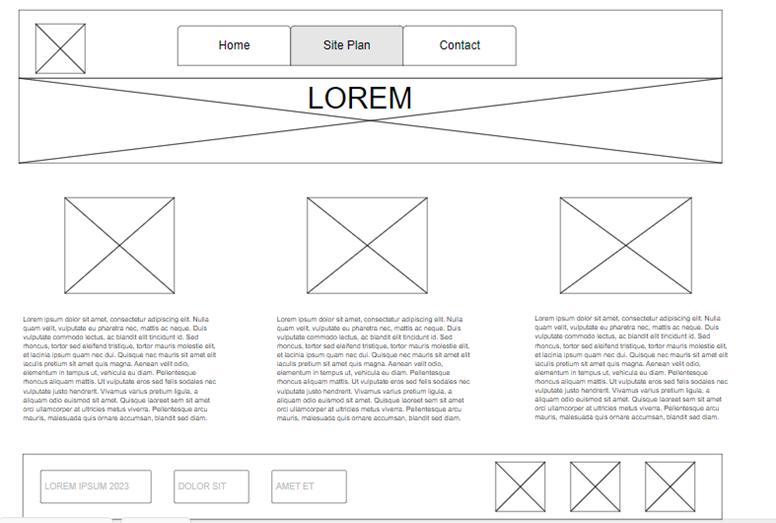 Home
Site Plan
Contact
LOREM
Lorem ipsum dolor sit amet, consectetur adipiscing elit. Nulla
quam velit, vulputate eu pharetra nec, mattis ac neque. Duis
vulputate commodo lectus, ac blandit elit tincidunt id. Sed
rhoncus, tortor sed eleifend tristique, tortor mauris molestie elit,
et lacinia ipsum quam nec dui. Quisque nec mauris sit amet elit
iaculis pretium sit amet quis magna. Aenean velit odio,
elementum in tempus ut, vehicula eu diam. Pellentesque
rhoncus aliquam mattis. Ut vulputate eros sed felis sodales nec
vulputate justo hendrerit. Vivamus varius pretium ligula, a
aliquam odio euismod sit amet. Quisque laoreet sem sit amet
orci ullamcorper at ultricies metus viverra. Pellentesque arcu
mauris, malesuada quis ornare accumsan, blandit sed diam.
Lorem ipsum dolor sit amet, consectetur adipiscing elit. Nulla
quam velit, vulputate eu pharetra nec, mattis ac neque. Duis
vulputate commodo lectus, ac blandit elit tincidunt id. Sed
rhoncus, tortor sed eleifend tristique, tortor mauris molestie elit,
et lacinia ipsum quam nec dui. Quisque nec mauris sit amet elit
iaculis pretium sit amet quis magna. Aenean velit odio,
elementum in tempus ut, vehicula eu diam. Pellentesque
rhoncus aliquam mattis. Ut vulputate eros sed felis sodales nec
vulputate justo hendrerit. Vivamus varius pretium ligula, a
aliquam odio euismod sit amet. Quisque laoreet sem sit amet
orci ullamcorper at ultricies metus viverra. Pellentesque arcu
mauris, malesuada quis ornare accumsan, blandit sed diam.
Lorem ipsum dolor sit amet, consectetur adipiscing elit. Nulla
quam velit, vulputate eu pharetra nec, mattis ac neque. Duis
vulputate commodo lectus, ac blandit elit tincidunt id. Sed
rhoncus, tortor sed eleifend tristique, tortor mauris molestie elit,
et lacinia ipsum quam nec dui. Quisque nec mauris sit amet elit
iaculis pretium sit amet quis magna. Aenean velit odio,
elementum in tempus ut, vehicula eu diam. Pellentesque
rhoncus aliquam mattis. Ut vulputate eros sed felis sodales nec
vulputate justo hendrerit. Vivamus varius pretium ligula, a
aliquam odio euismod sit amet. Quisque laoreet sem sit amet
orci ullamcorper at ultricies metus viverra. Pellentesque arcu
mauris, malesuada quis ornare accumsan, blandit sed diam.
LOREM IPSUM 2023
DOLOR SIT
AMET ET